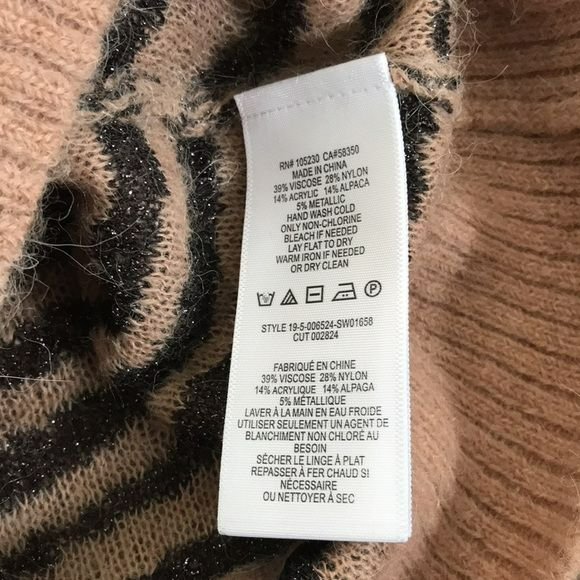 RN# 105230 CA#58350
MADE IN CHINA
39% VISCOSE 28% NYLON
14% ACRYLIC 14% ALPACA
5% METALLIC
HAND WASH COLD
ONLY NON-CHLORINE
BLEACH IF NEEDED
LAY FLAT TO DRY
WARM IRON IF NEEDED
OR DRY CLEAN
P
STYLE 19-5-006524-SW01658
CUT 002824
FABRIQUÉ EN CHINE
39% VISCOSE 28% NYLON
14% ACRYLIQUE 14% ALPAGA
5% MÉTALLIQUE
LAVER À LA MAIN EN EAU FROIDE
UTILISER SEULEMENT UN AGENT DE
BLANCHIMENT NON CHLORÉ AU
BESOIN
SÉCHER LE LINGE À PLAT
REPASSER À FER CHAUD S!
NÉCESSAIRE
OU NETTOYER À SEC